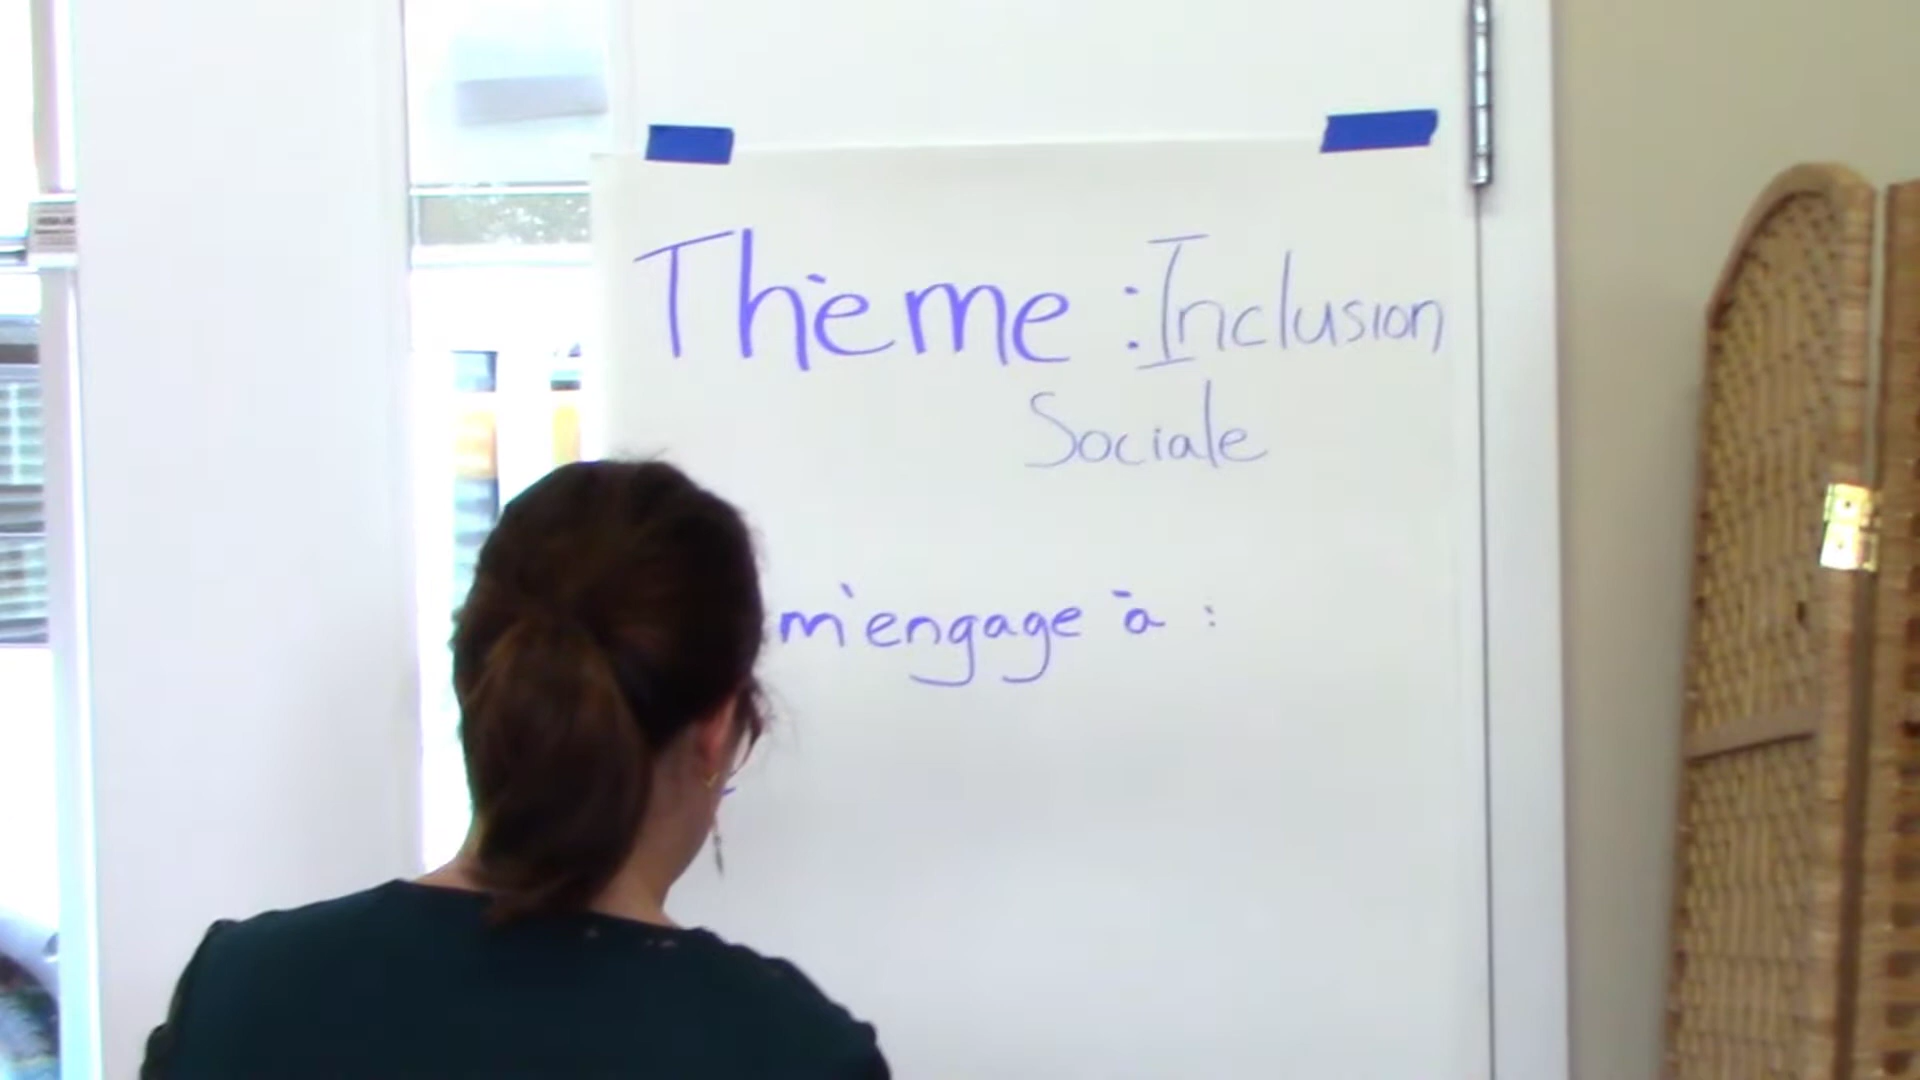 Thème : Inclusion
Sociale
m'engage à :